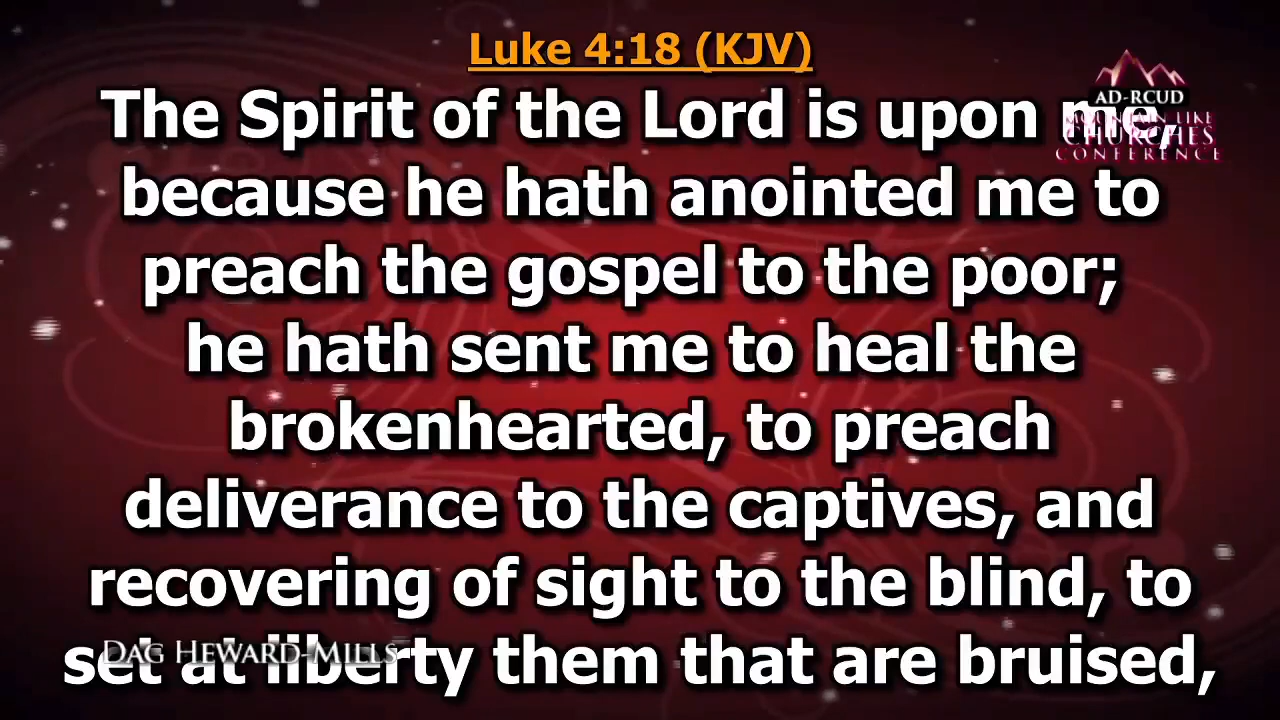 Luke 4:18 (KJV)
The Spirit of the Lord is upon me,
because he hath anointed me to
preach the gospel to the poor;
he hath sent me to heal the
brokenhearted, to preach
deliverance to the captives, and
recovering of sight to the blind, to
set at liberty them that are bruised,
AD-RCUD
MOUNTAIN LIKE
CHURCHES
CONFERENCE
DAG HEWARD-MILLS